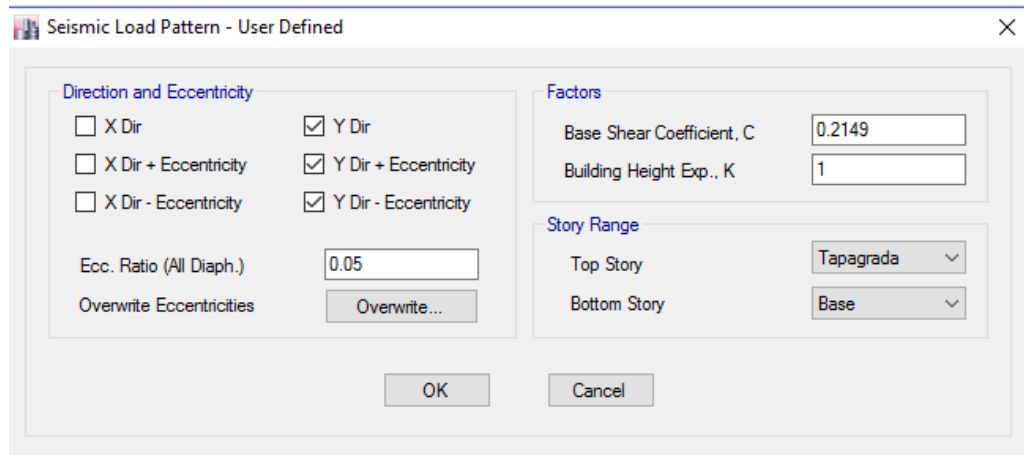 Seismic Load Pattern - User Defined
Direction and Eccentricity
X Dir
Y Dir
X Dir + Eccentricity
Y Dir + Eccentricity
X Dir - Eccentricity
Y Dir - Eccentricity
Ecc. Ratio (All Diaph.)
0.05
Overwrite Eccentricities
Overwrite...
Factors
Base Shear Coefficient, C
0.2149
Building Height Exp., K
1
Story Range
Top Story
Tapagrada
Bottom Story
Base
OK
Cancel